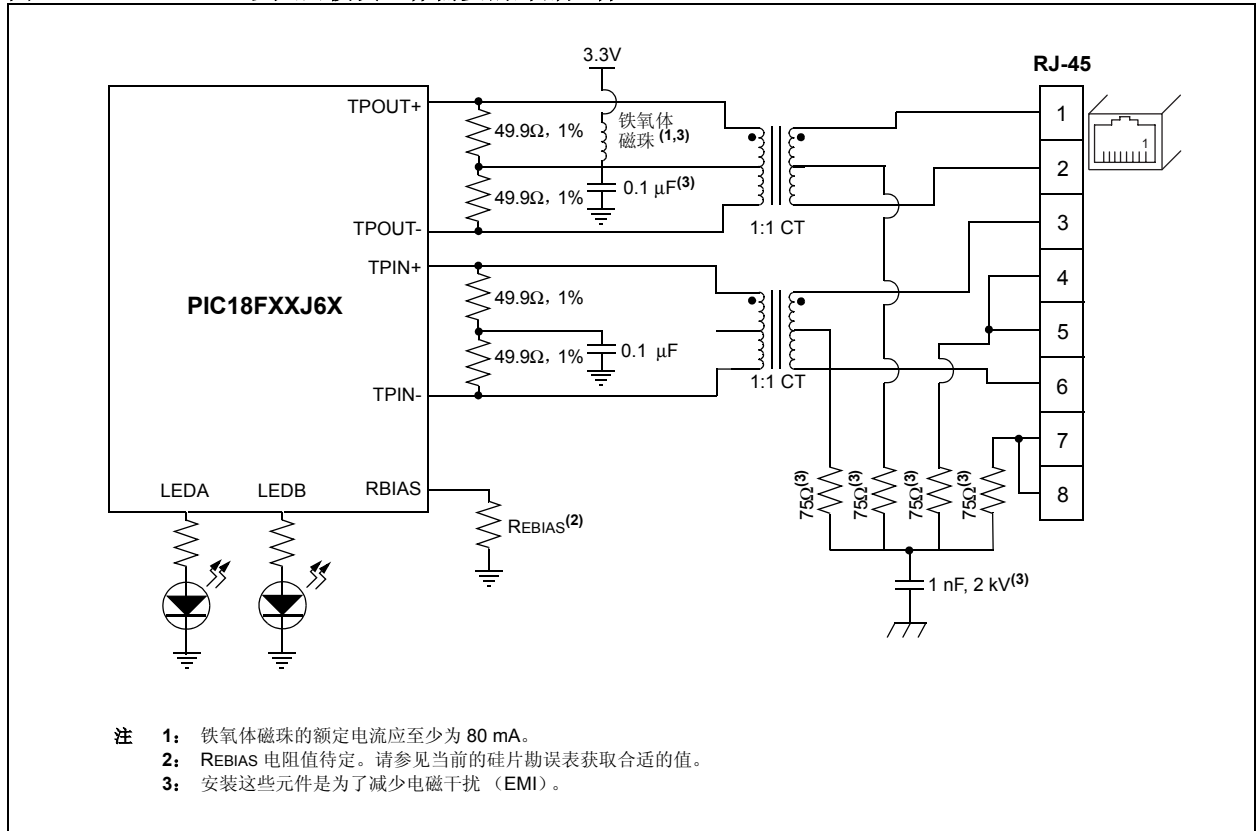 3.3V
RJ-45
TPOUT+
49.9Ω，1%
铁氧体
磁珠 (1,3)
1
1
2
49.9Ω，1%
0.1 μF(3)
TPOUT-
1:1 CT
3
TPIN+
4
PIC18FXXJ6X
49.9Ω，1%
5
49.9Ω，1%
0.1 μF
1:1 CT
6
TPIN-
7
LEDA
LEDB
RBIAS
75Ω(3)
75Ω(3)
75Ω(3)
75Ω(3)
8
REBIAS(2)
1 nF, 2 kV(3)
注 1： 铁氧体磁珠的额定电流应至少为 80 mA。
2： REBIAS 电阻值待定。请参见当前的硅片勘误表获取合适的值。
3： 安装这些元件是为了减少电磁干扰 （EMI）。